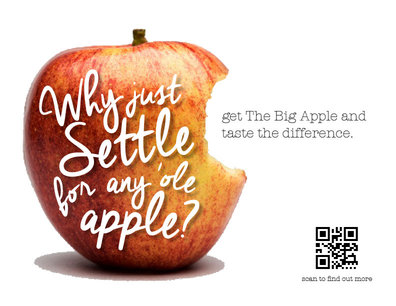 Why just
Settle
for any 'ole
apple?
get The Big Apple and
taste the difference.
scan to find out more